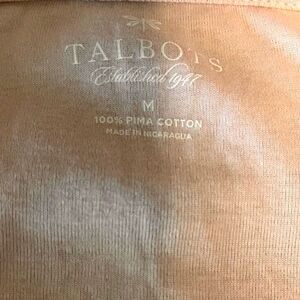 TALBOTS
Established 1947
M
100% PIMA COTTON
MADE IN NICARAGUA